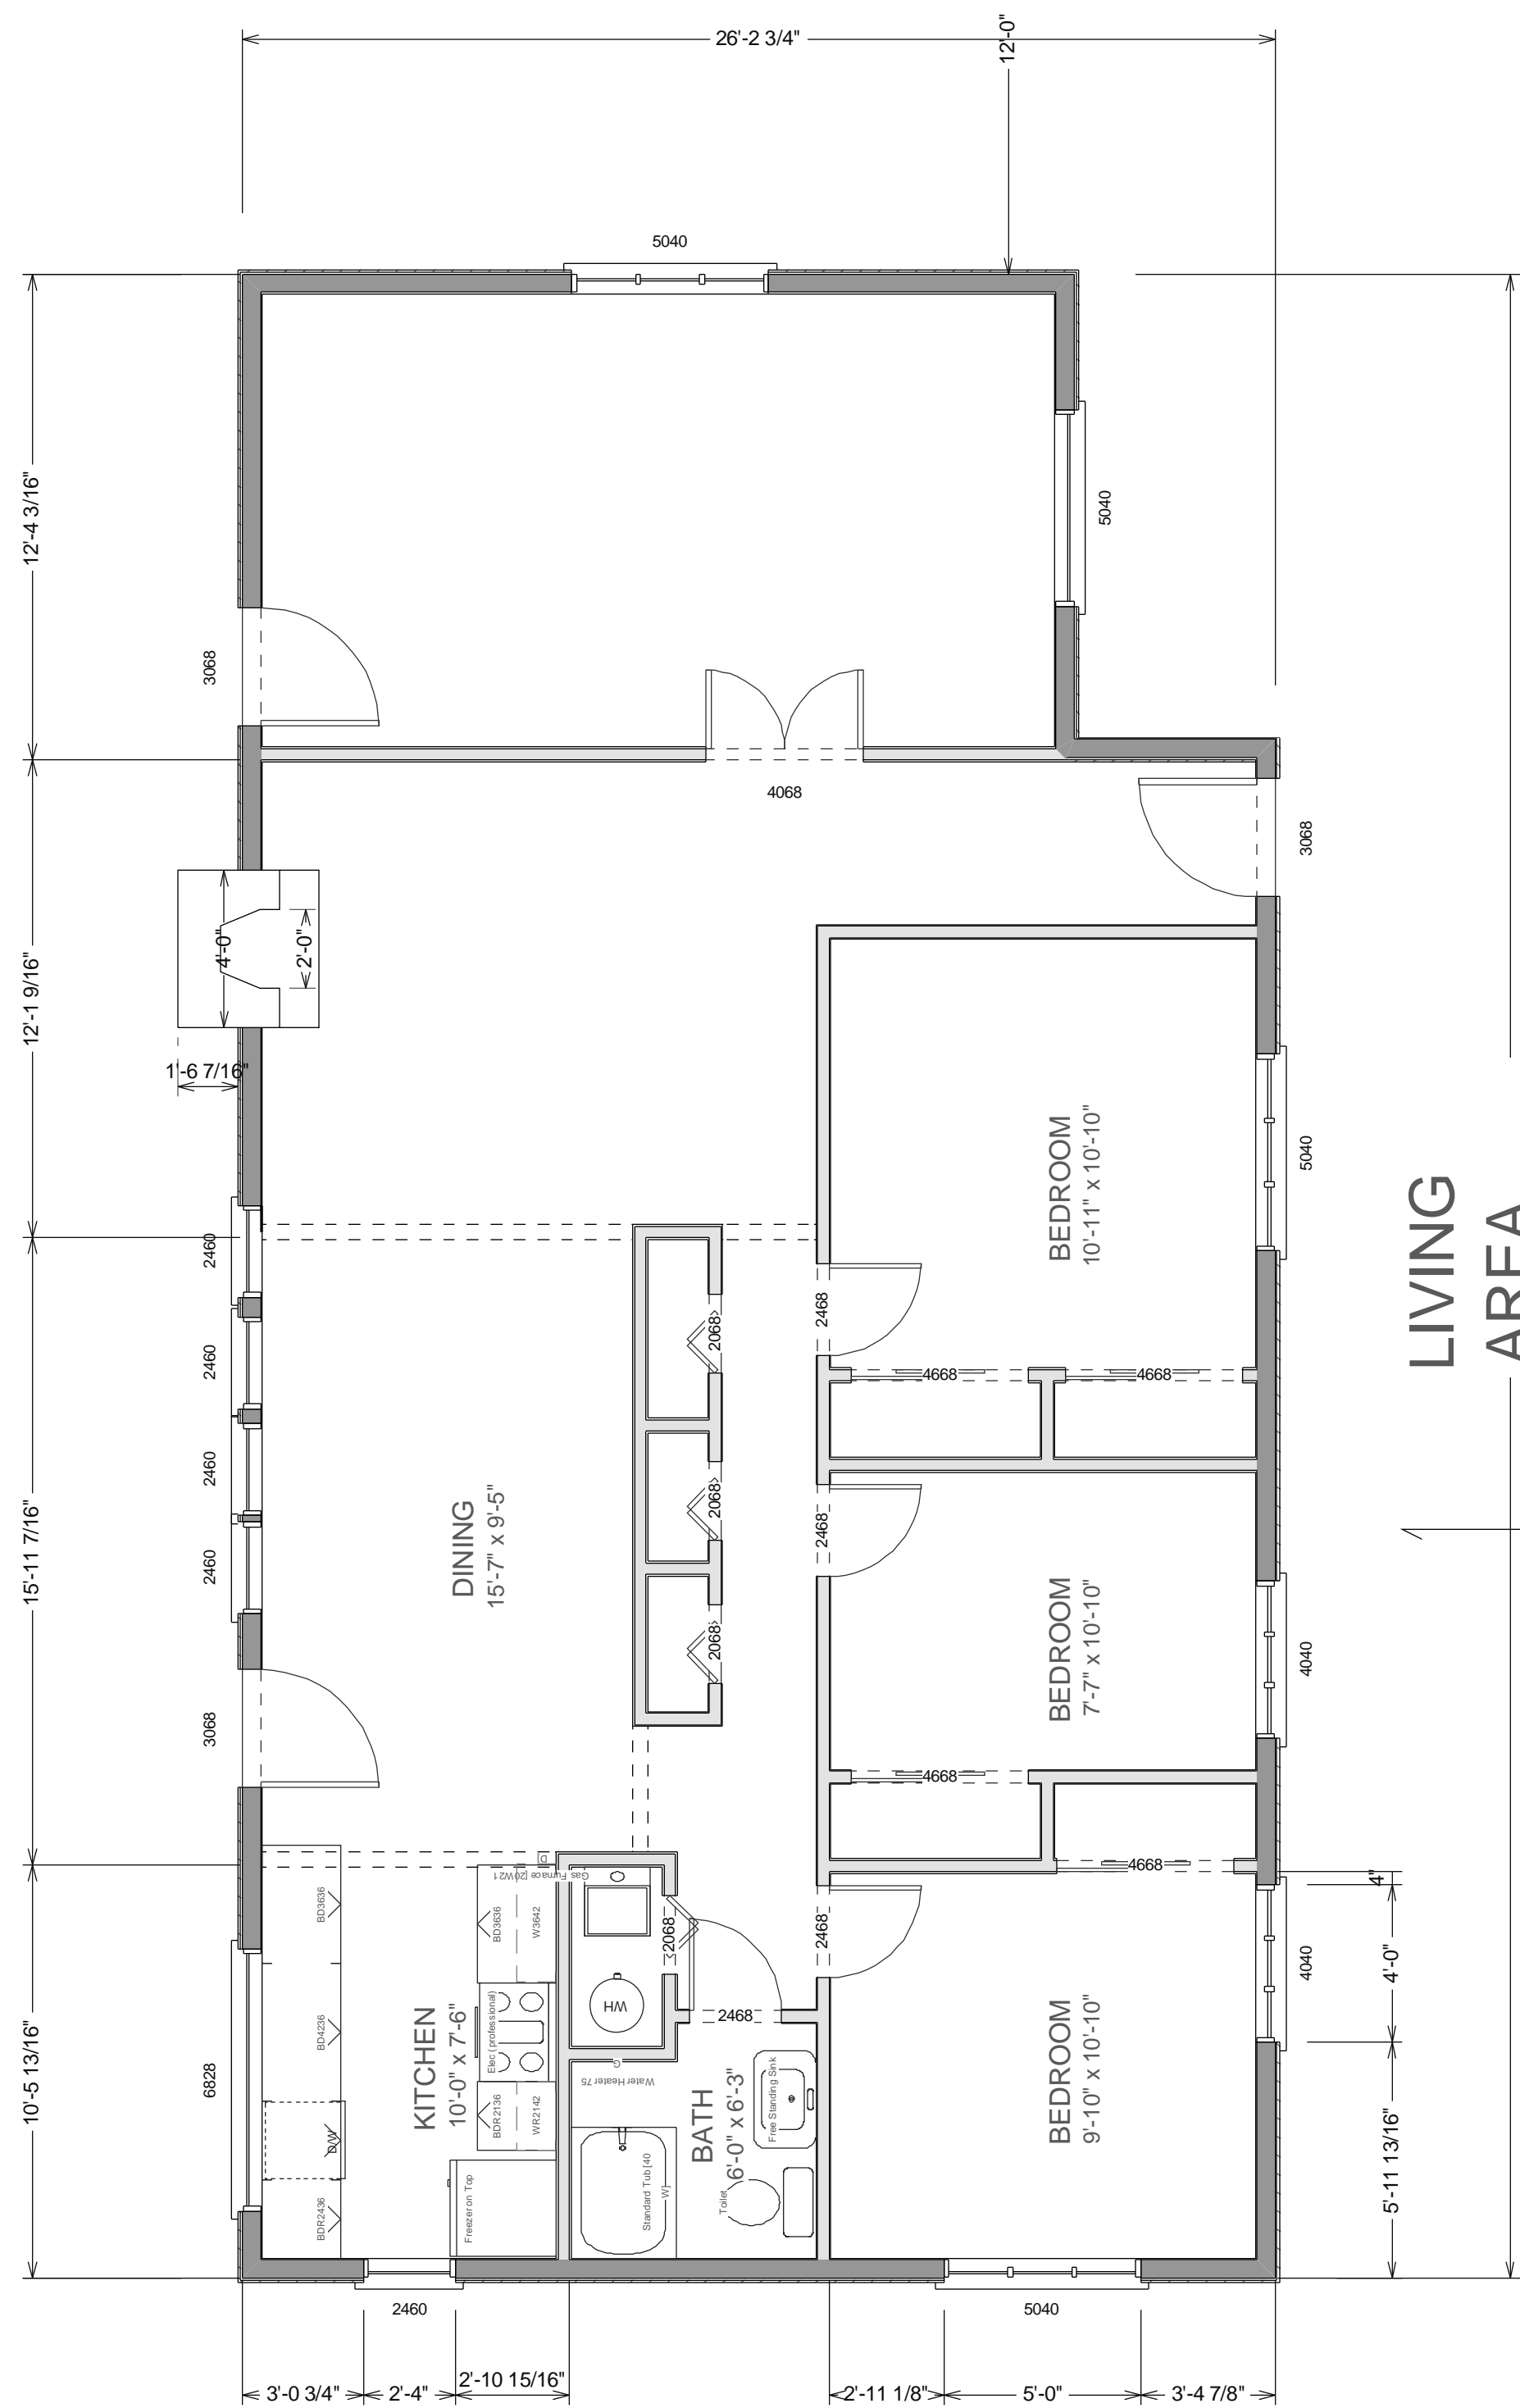 26'-2 3/4"
12'-0"
5040
12'-4 3/16"
5040
3068
4068
3068
4'-0"
2'-0"
12'-1 9/16"
1'-6 7/16"
BEDROOM
10'-11" x 10'-10"
5040
LIVING
AREA
2460
2460
2460
2460
2068
2468
4668
4668
15'-11 7/16"
DINING
15'-7" x 9'-5"
2068
2468
2068
BEDROOM
7'-7" x 10'-10"
4040
3068
4668
4668
4"
D
Gas Furnace [20W21
BD3636
BD3636
W3642
2068
2468
4040
4'-0"
WH
2468
BD4236
KITCHEN
10'-0" x 7'-6"
Elec (professional)
10'-5 13/16"
6828
G
Water Heater 75
BDR2136
WR2142
BATH
6'-0" x 6'-3"
Free Standing Sink
BEDROOM
9'-10" x 10'-10"
5'-11 13/16"
D/W
BDR2436
Freezer on Top
Standard Tub [40
W]
Toilet
2460
5040
3'-0 3/4"
2'-4"
2'-10 15/16"
2'-11 1/8"
5'-0"
3'-4 7/8"